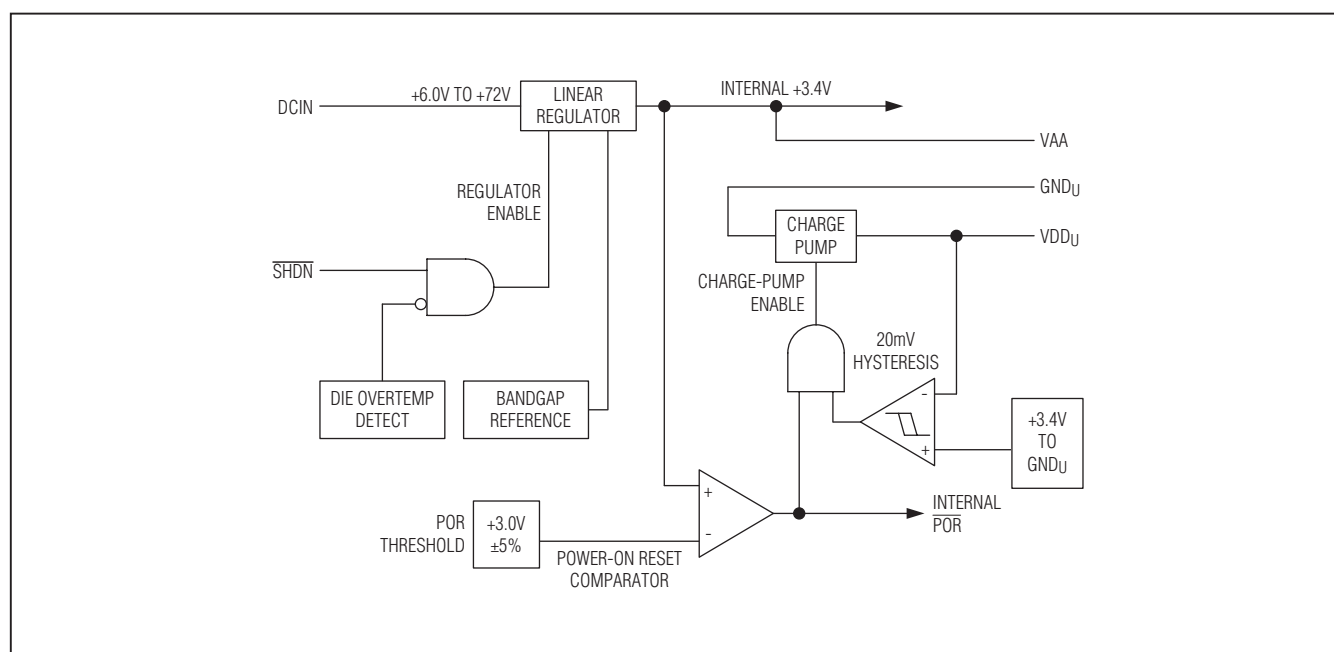 DCIN
+6.0V TO +72V
LINEAR
REGULATOR
INTERNAL +3.4V
VAA
GNDU
REGULATOR
ENABLE
CHARGE
PUMP
VDDU
SHDN
CHARGE-PUMP
ENABLE
20mV
HYSTERESIS
DIE OVERTEMP
DETECT
BANDGAP
REFERENCE
-
+
+3.4V
TO
GNDU
POR
THRESHOLD
+3.0V
±5%
+
-
POWER-ON RESET
COMPARATOR
INTERNAL
POR